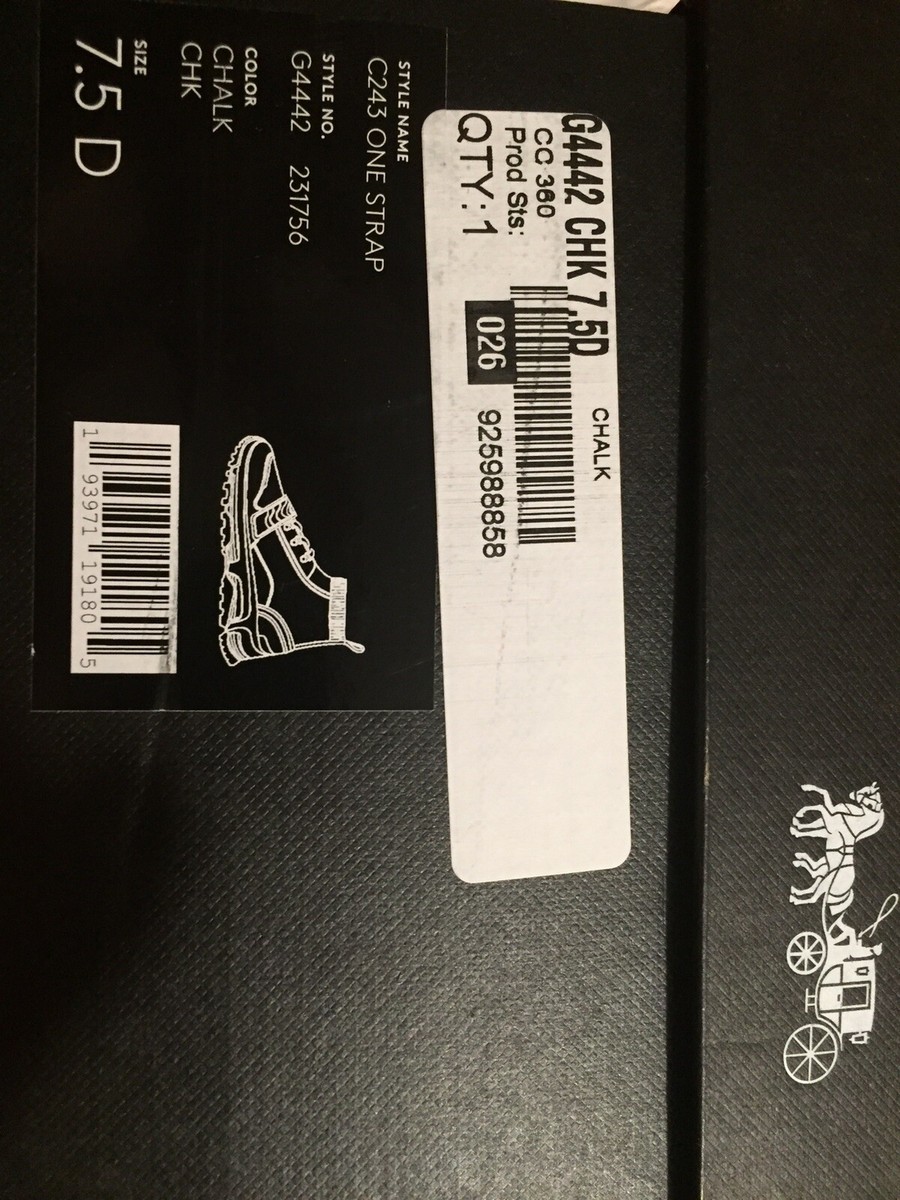 G4442 CHK 7.5D
CHALK
CC 360
Prod Sts:
QTY: 1
026
925988858
STYLE NAME
C243 ONE STRAP
STYLE NO.
G4442 231756
COLOR
CHALK
CHK
SIZE
7.5 D
1 93971 19180 5